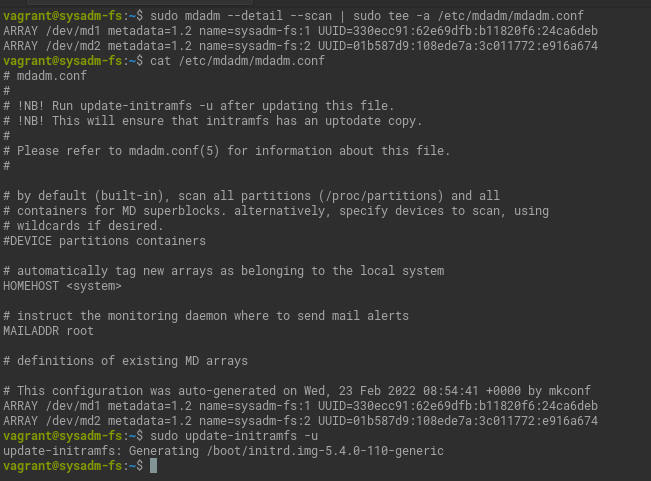 vagrant@sysadm-fs:~$ sudo mdadm --detail --scan | sudo tee -a /etc/mdadm/mdadm.conf
ARRAY /dev/md1 metadata=1.2 name=sysadm-fs:1 UUID=330ecc91:62e69dfb:b11820f6:24ca6deb
ARRAY /dev/md2 metadata=1.2 name=sysadm-fs:2 UUID=01b587d9:108ede7a:3c011772:e916a674
vagrant@sysadm-fs:~$ cat /etc/mdadm/mdadm.conf
# mdadm.conf
#
# !NB! Run update-initramfs -u after updating this file.
# !NB! This will ensure that initramfs has an uptodate copy.
#
# Please refer to mdadm.conf(5) for information about this file.
#

# by default (built-in), scan all partitions (/proc/partitions) and all
# containers for MD superblocks. alternatively, specify devices to scan, using
# wildcards if desired.
#DEVICE partitions containers

# automatically tag new arrays as belonging to the local system
HOMEHOST <system>

# instruct the monitoring daemon where to send mail alerts
MAILADDR root

# definitions of existing MD arrays

# This configuration was auto-generated on Wed, 23 Feb 2022 08:54:41 +0000 by mkconf
ARRAY /dev/md1 metadata=1.2 name=sysadm-fs:1 UUID=330ecc91:62e69dfb:b11820f6:24ca6deb
ARRAY /dev/md2 metadata=1.2 name=sysadm-fs:2 UUID=01b587d9:108ede7a:3c011772:e916a674
vagrant@sysadm-fs:~$ sudo update-initramfs -u
update-initramfs: Generating /boot/initrd.img-5.4.0-110-generic
vagrant@sysadm-fs:~$